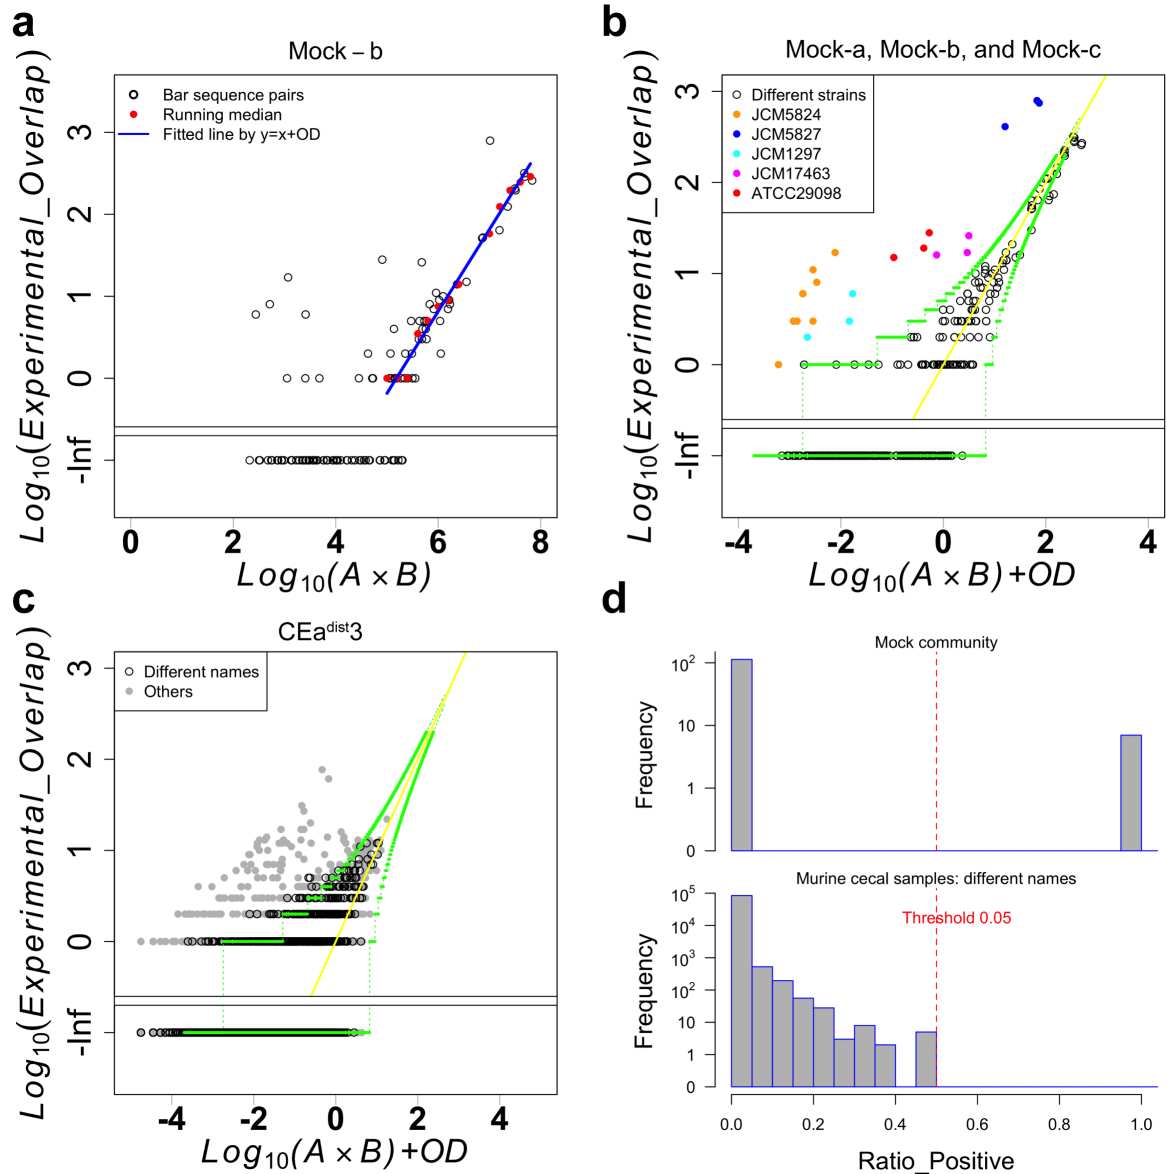 a
Mock – b
Bar sequence pairs
Running median
Fitted line by y=x+OD
Log10(Experimental_Overlap)
3
2
1
0
-Inf
0 2 4 6 8
Log10(A × B)
b
Mock-a, Mock-b, and Mock-c
Different strains
JCM5824
JCM5827
JCM1297
JCM17463
ATCC29098
Log10(Experimental_Overlap)
3
2
1
0
-Inf
-4 -2 0 2 4
Log10(A × B)+OD
c
CEadist3
Different names
Others
Log10(Experimental_Overlap)
3
2
1
0
-Inf
-4 -2 0 2 4
Log10(A × B)+OD
d
Mock community
Frequency
102
10
1
0
Murine cecal samples: different names
Threshold 0.05
Frequency
105
104
103
102
10
1
0
0.0 0.2 0.4 0.6 0.8 1.0
Ratio_Positive